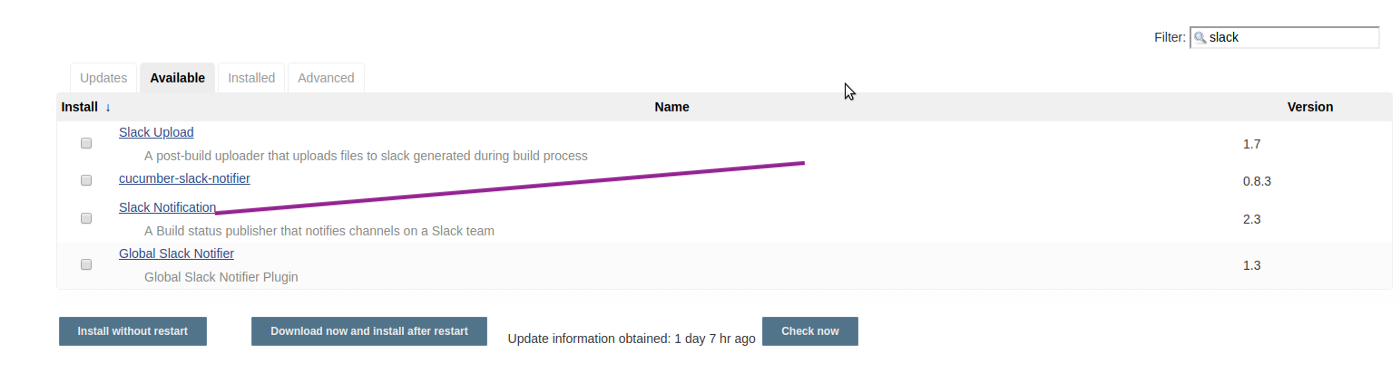 Filter: slack
Updates Available Installed Advanced
Install ↓ Name Version
Slack Upload
A post-build uploader that uploads files to slack generated during build process 1.7
cucumber-slack-notifier 0.8.3
Slack Notification
A Build status publisher that notifies channels on a Slack team 2.3
Global Slack Notifier
Global Slack Notifier Plugin 1.3
Install without restart Download now and install after restart Update information obtained: 1 day 7 hr ago Check now